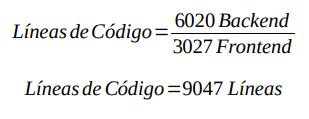 Líneas de Código = 6020 Backend
3027 Frontend
Líneas de Código = 9047 Líneas